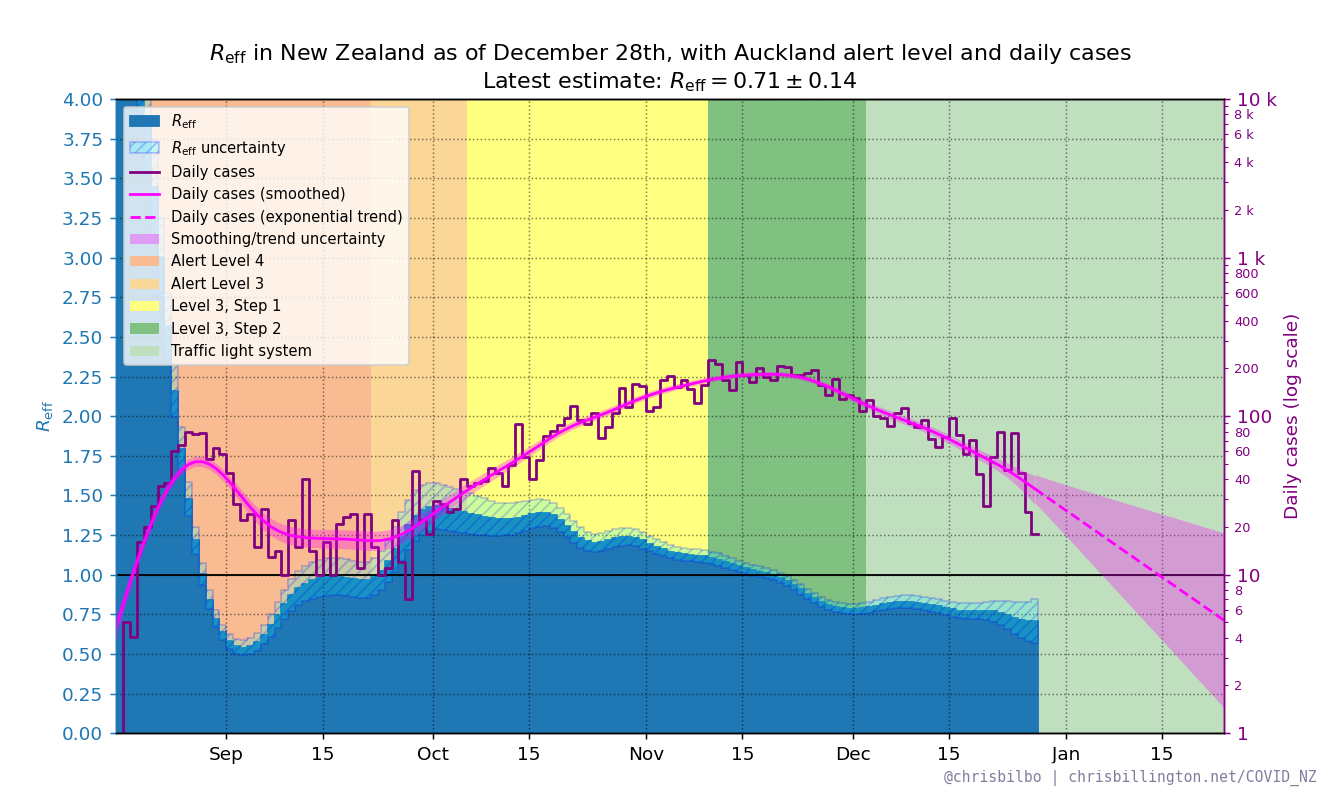 Reff in New Zealand as of December 28th, with Auckland alert level and daily cases
Latest estimate: Reff = 0.71 ± 0.14
4.00
3.75
3.50
3.25
3.00
2.75
2.50
2.25
2.00
1.75
1.50
1.25
1.00
0.75
0.50
0.25
0.00
Reff
Reff
Reff uncertainty
Daily cases
Daily cases (smoothed)
Daily cases (exponential trend)
Smoothing/trend uncertainty
Alert Level 4
Alert Level 3
Level 3, Step 1
Level 3, Step 2
Traffic light system
10 k
8 k
6 k
4 k
2 k
1 k
800
600
400
200
100
80
60
40
20
10
8
6
4
2
1
Daily cases (log scale)
Sep 15 Oct 15 Nov 15 Dec 15 Jan 15
@chrisbilbo | chrisbillington.net/COVID_NZ